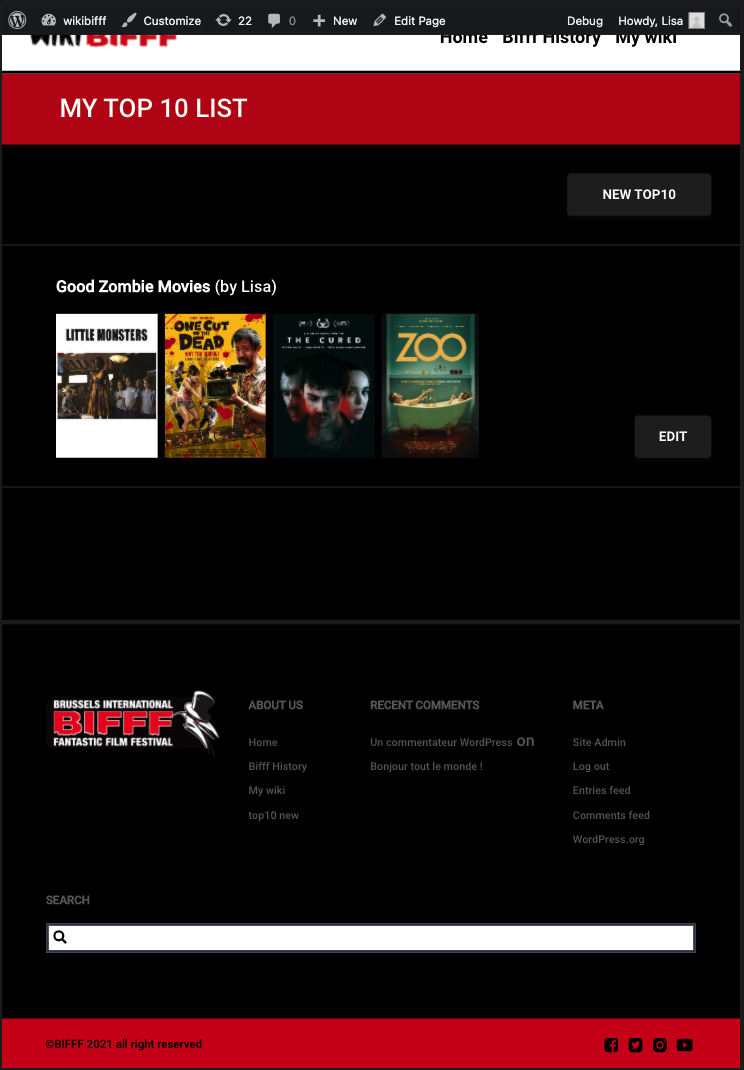 wikibifff Customize 22 0 New Edit Page Debug Howdy, Lisa
WIKIBIFFF Home Bifff History My wiki
MY TOP 10 LIST
NEW TOP10
Good Zombie Movies (by Lisa)
LITTLE MONSTERS
ONE CUT
OF THE
DEAD
THE CURED
ZOO
EDIT
BRUSSELS INTERNATIONAL
BIFFF
FANTASTIC FILM FESTIVAL
ABOUT US
Home
Bifff History
My wiki
top10 new
RECENT COMMENTS
Un commentateur WordPress on
Bonjour tout le monde !
META
Site Admin
Log out
Entries feed
Comments feed
WordPress.org
SEARCH
©BIFFF 2021 all right reserved